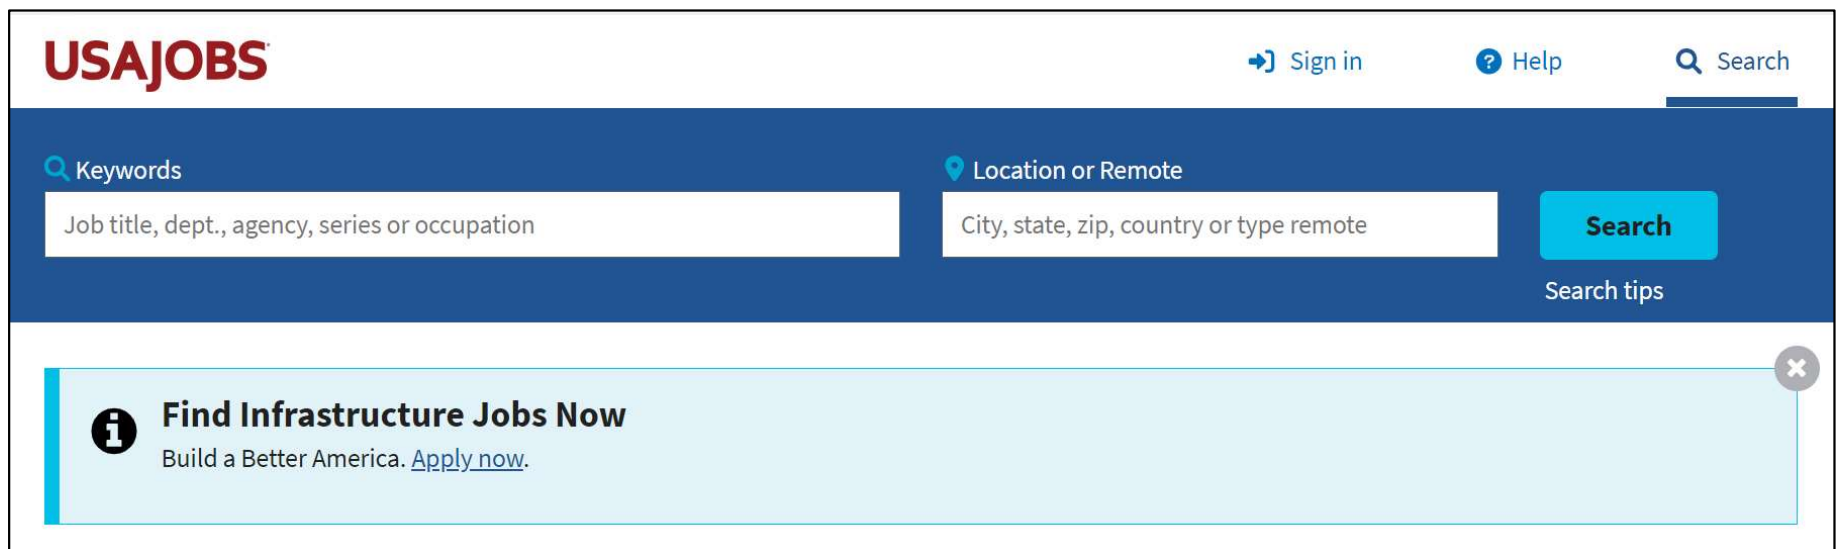 USAJOBS
Sign in
Help
Search
Keywords
Location or Remote
Job title, dept., agency, series or occupation
City, state, zip, country or type remote
Search
Search tips
Find Infrastructure Jobs Now
Build a Better America. Apply now.